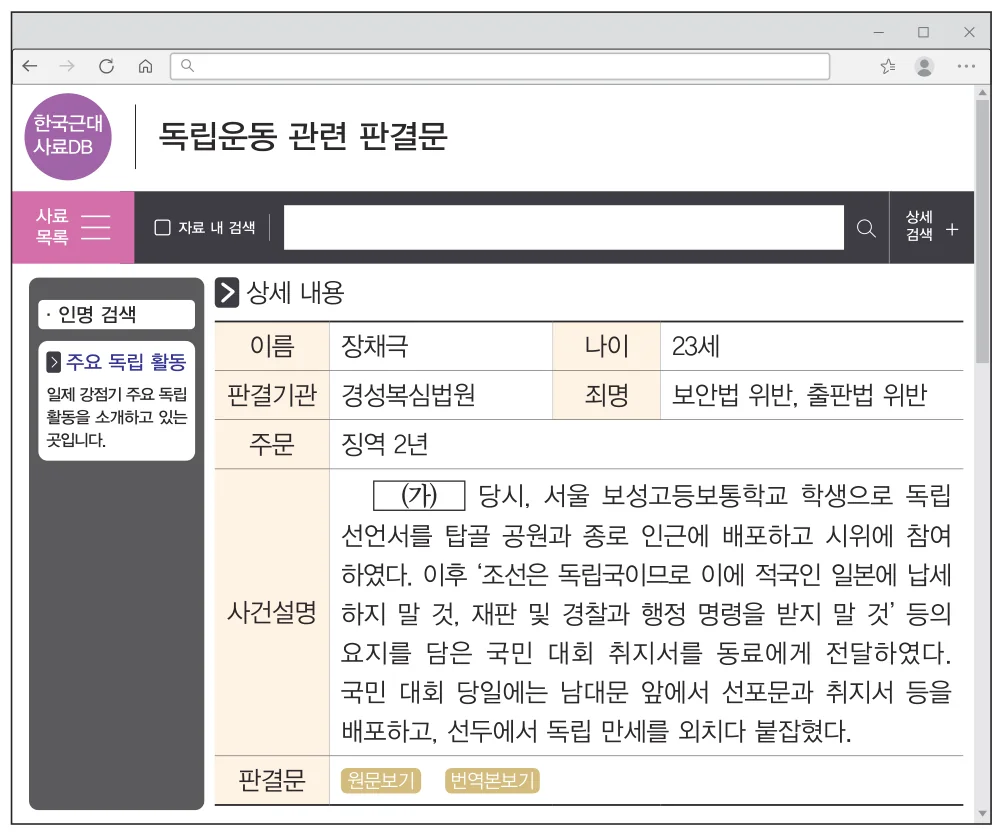 한국근대
사료DB
독립운동 관련 판결문
사료
목록
자료 내 검색
상세
검색 +
· 인명 검색
주요 독립 활동
일제 강점기 주요 독립
활동을 소개하고 있는
곳입니다.
상세 내용
이름 장채극 나이 23세
판결기관 경성복심법원 죄명 보안법 위반, 출판법 위반
주문 징역 2년
사건설명
(가) 당시, 서울 보성고등보통학교 학생으로 독립
선언서를 탑골 공원과 종로 인근에 배포하고 시위에 참여
하였다. 이후 ‘조선은 독립국이므로 이에 적국인 일본에 납세
하지 말 것, 재판 및 경찰과 행정 명령을 받지 말 것’ 등의
요지를 담은 국민 대회 취지서를 동료에게 전달하였다.
국민 대회 당일에는 남대문 앞에서 선포문과 취지서 등을
배포하고, 선두에서 독립 만세를 외치다 붙잡혔다.
판결문 원문보기 번역본보기